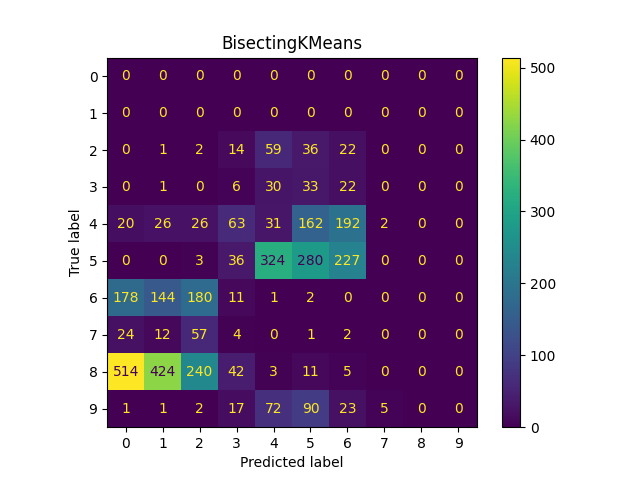 BisectingKMeans
0 0 0 0 0 0 0 0 0 0 0
1 0 0 0 0 0 0 0 0 0 0
2 0 1 2 14 59 36 22 0 0 0
3 0 1 0 6 30 33 22 0 0 0
4 20 26 26 63 31 162 192 2 0 0
5 0 0 3 36 324 280 227 0 0 0
6 178 144 180 11 1 2 0 0 0 0
7 24 12 57 4 0 1 2 0 0 0
8 514 424 240 42 3 11 5 0 0 0
9 1 1 2 17 72 90 23 5 0 0
0 1 2 3 4 5 6 7 8 9
Predicted label
True label
500
400
300
200
100
0